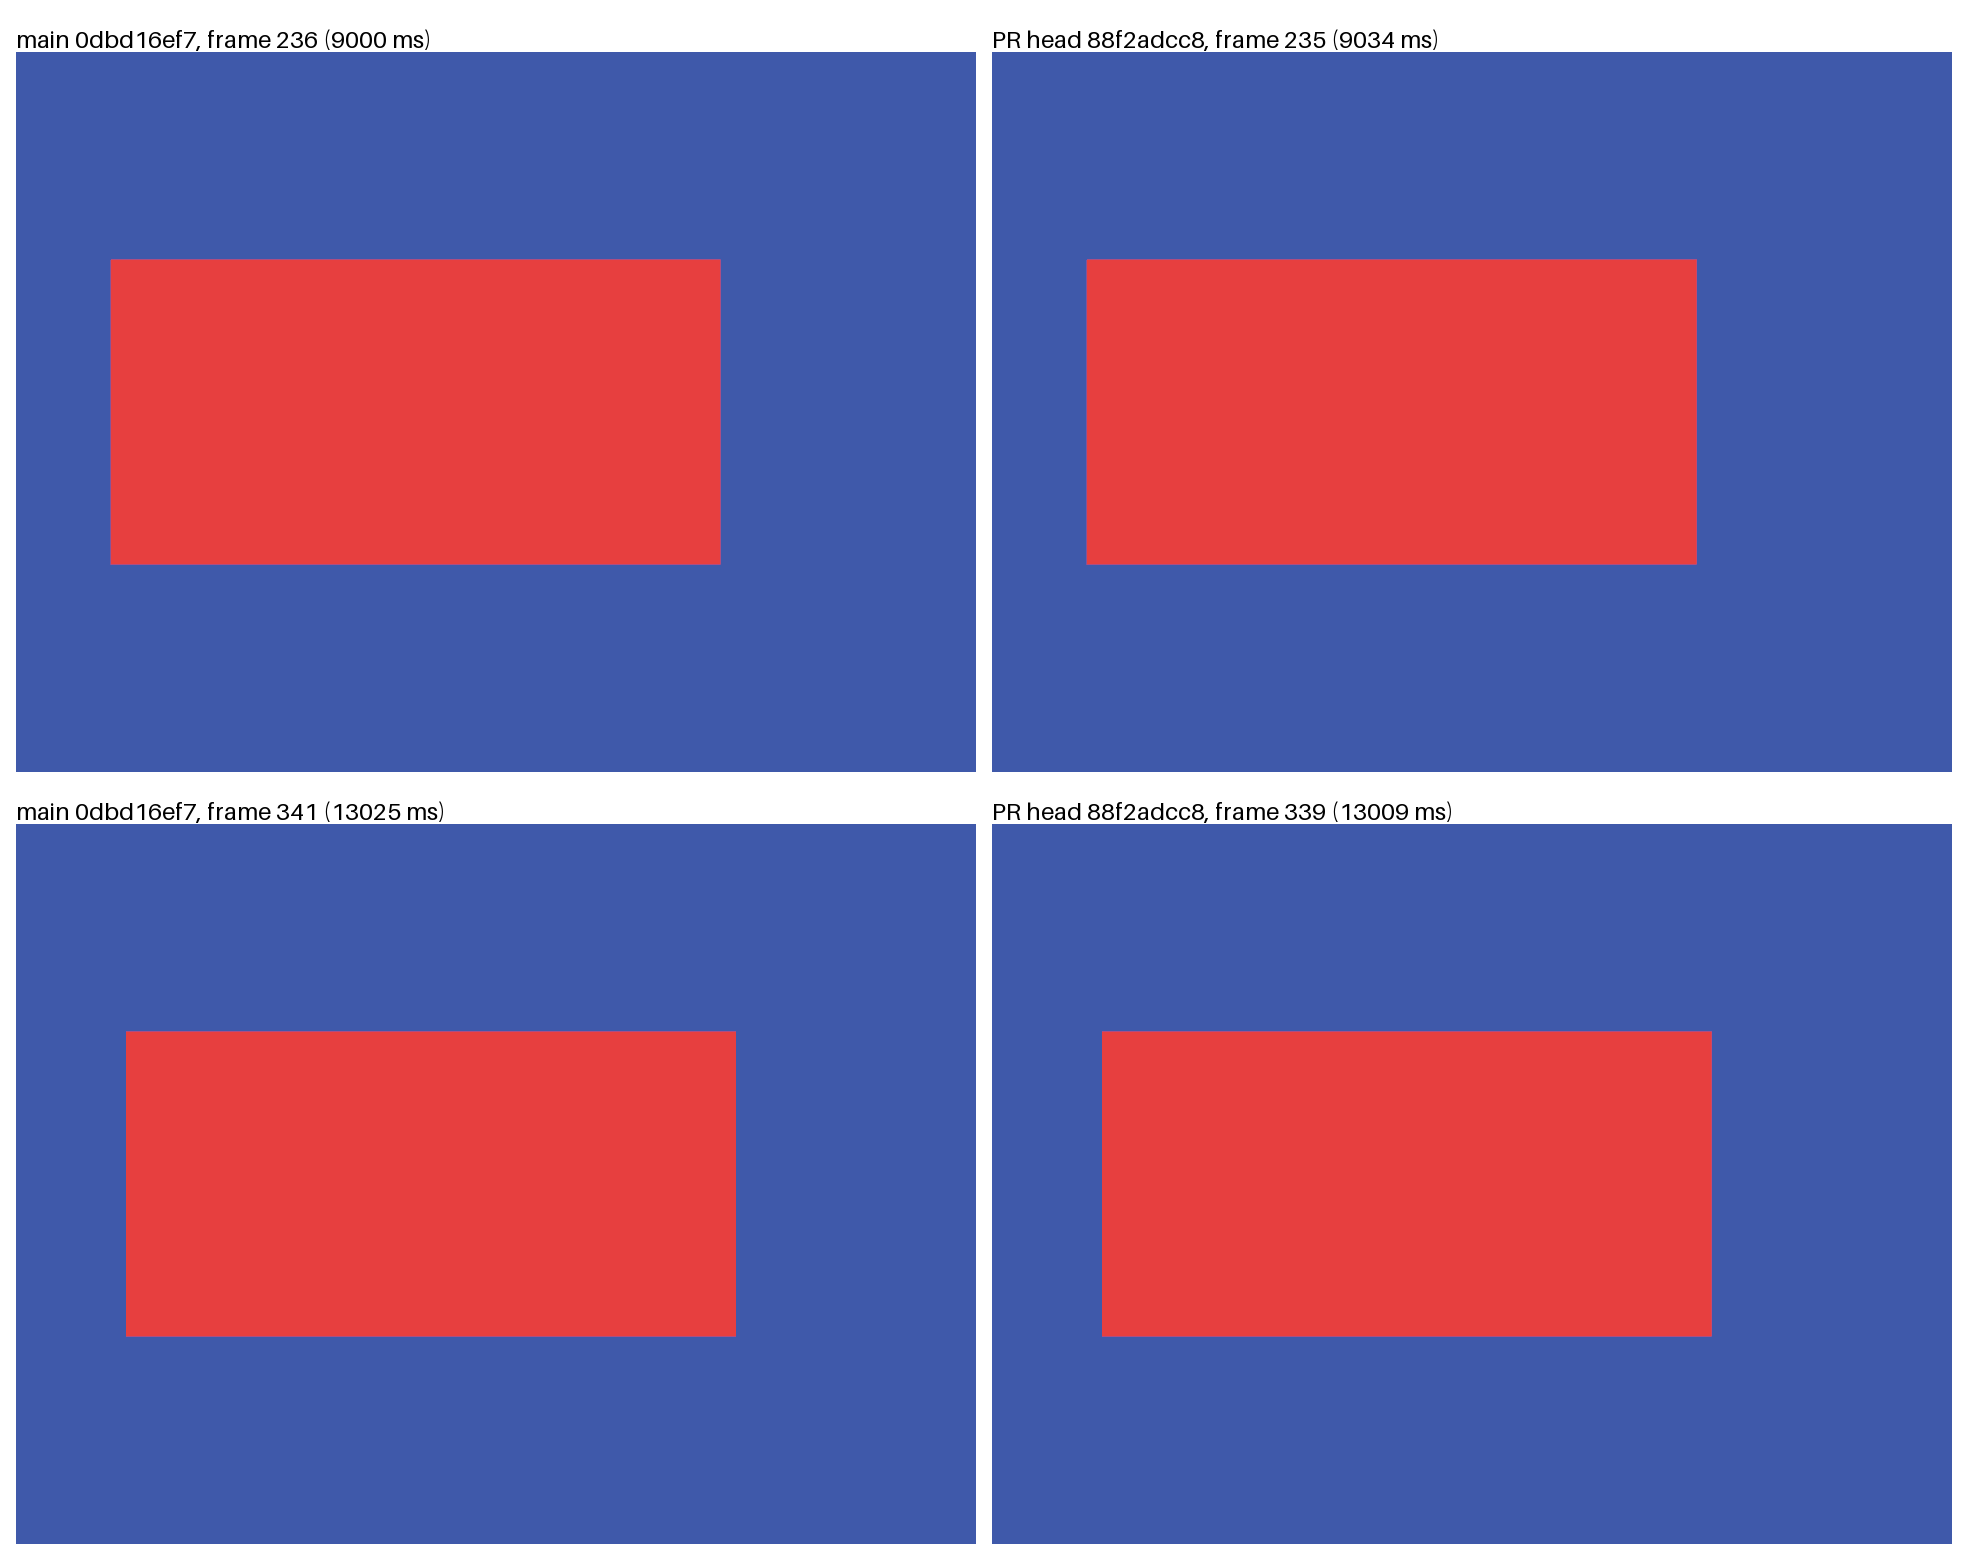 main 0dbd16ef7, frame 236 (9000 ms)
PR head 88f2adcc8, frame 235 (9034 ms)
main 0dbd16ef7, frame 341 (13025 ms)
PR head 88f2adcc8, frame 339 (13009 ms)